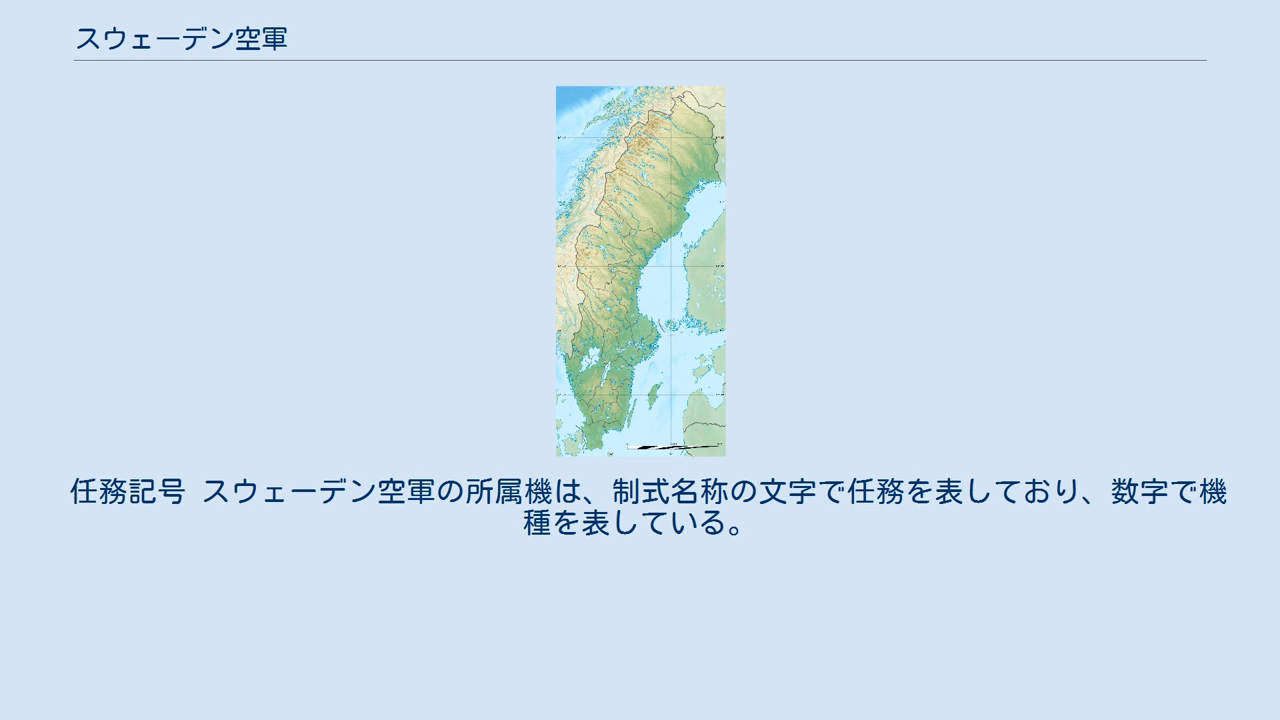 スウェーデン空軍
任務記号 スウェーデン空軍の所属機は、制式名称の文字で任務を表しており、数字で機
種を表している。